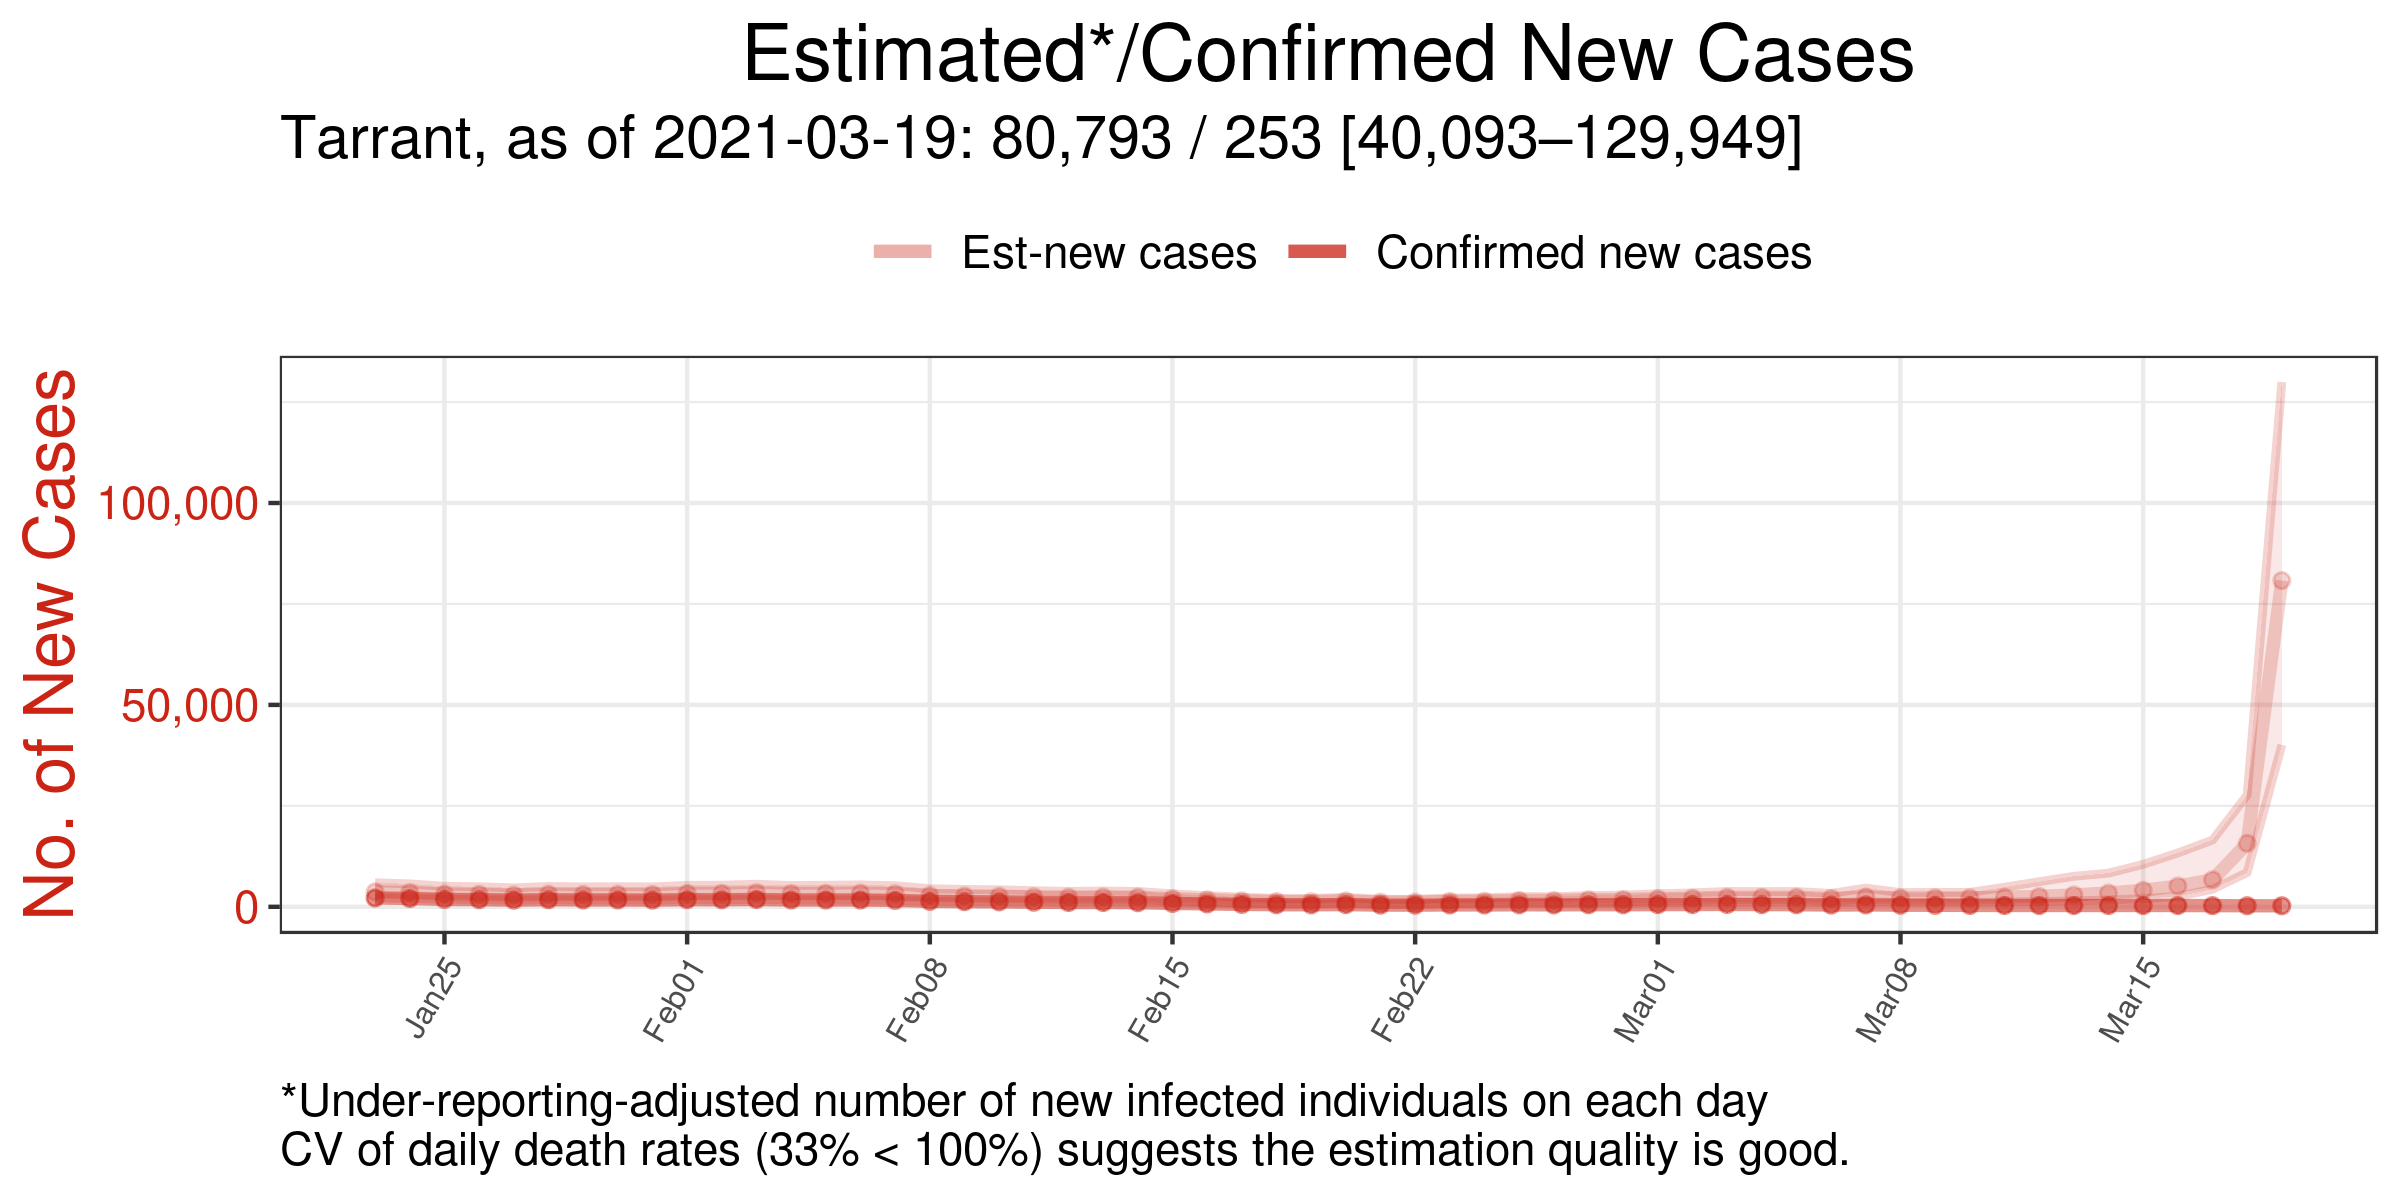 Estimated*/Confirmed New Cases
Tarrant, as of 2021-03-19: 80,793 / 253 [40,093–129,949]
Est-new cases
Confirmed new cases
No. of New Cases
100,000
50,000
0
Jan25
Feb01
Feb08
Feb15
Feb22
Mar01
Mar08
Mar15
*Under-reporting-adjusted number of new infected individuals on each day
CV of daily death rates (33% < 100%) suggests the estimation quality is good.